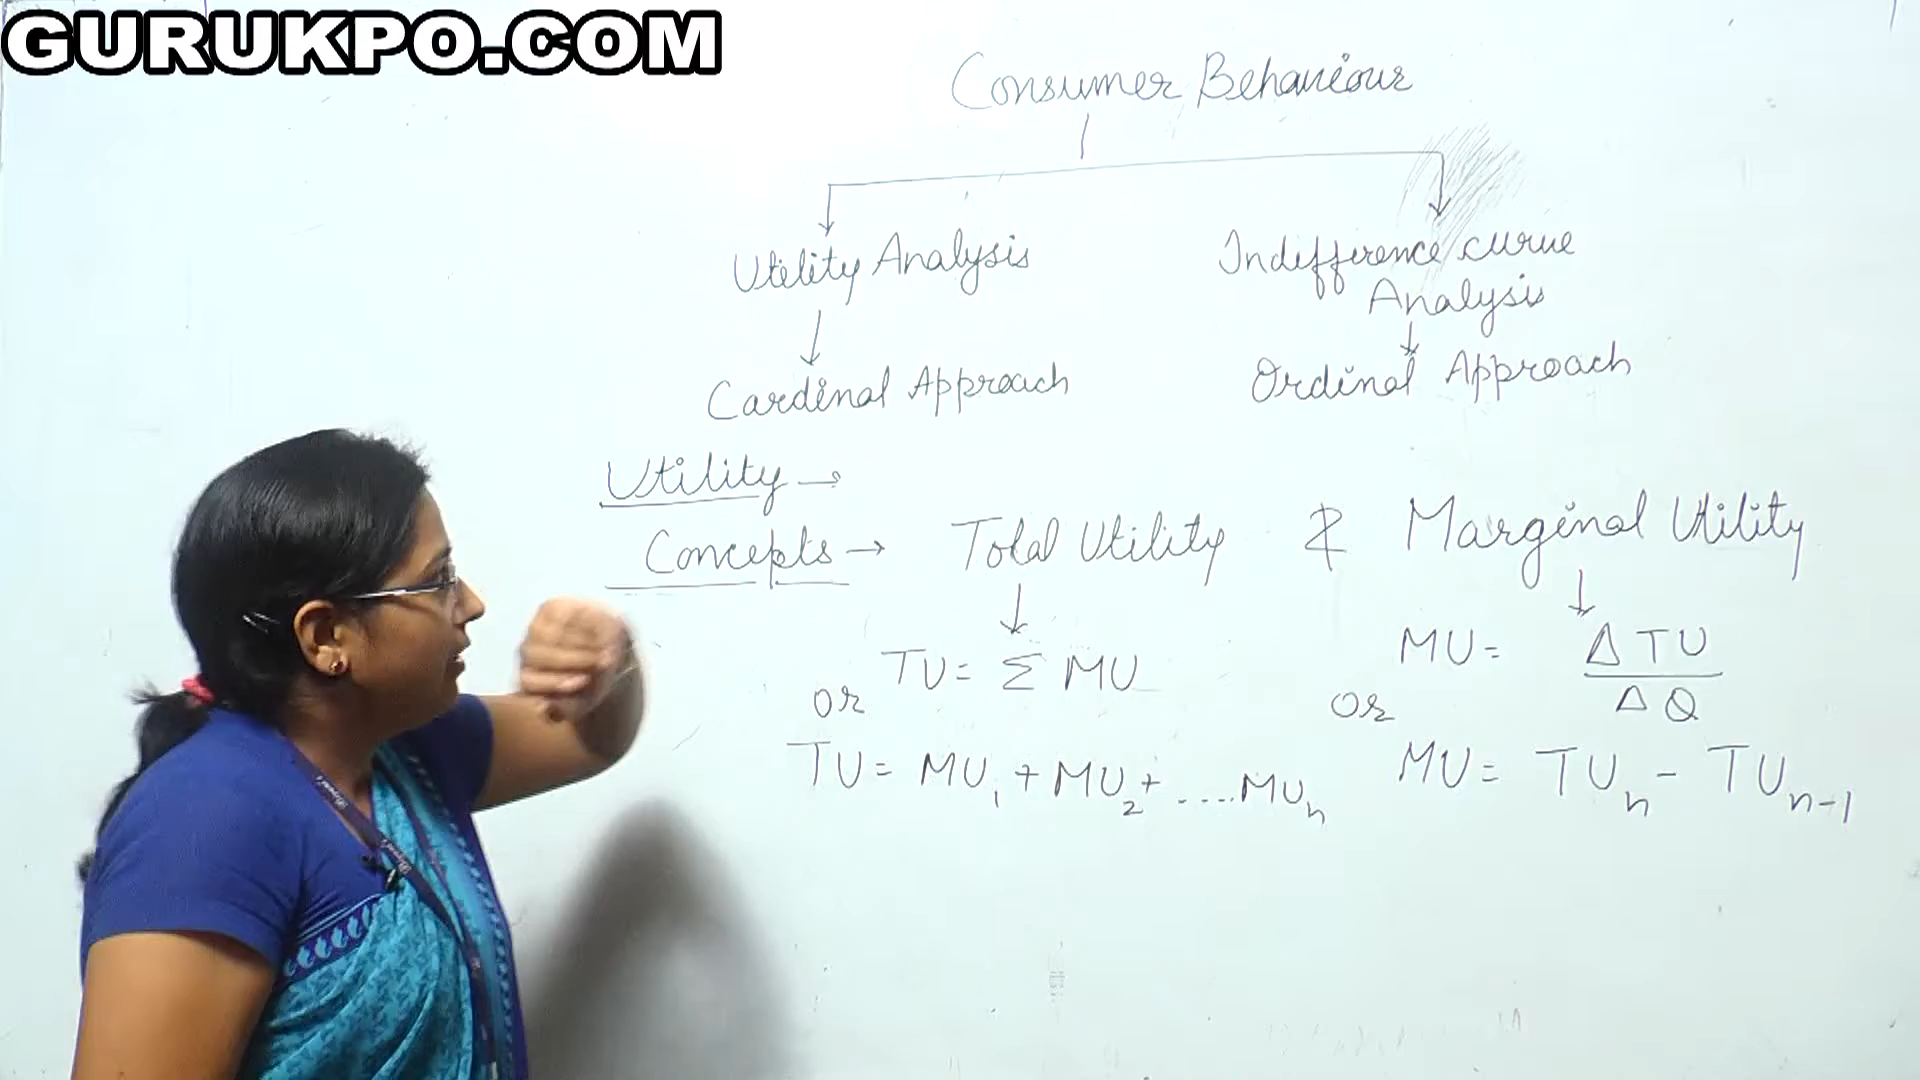 GURUKPO.COM
Consumer Behaviour
Utility Analysis
Indifference curve
Analysis
Cardinal Approach
Ordinal Approach
Utility →
Concepts → Total Utility & Marginal Utility
TU = Σ MU
MU = ΔTU / ΔQ
or
or
TU = MU₁ + MU₂ + ..... MUₙ
MU = TUₙ - TUₙ₋₁